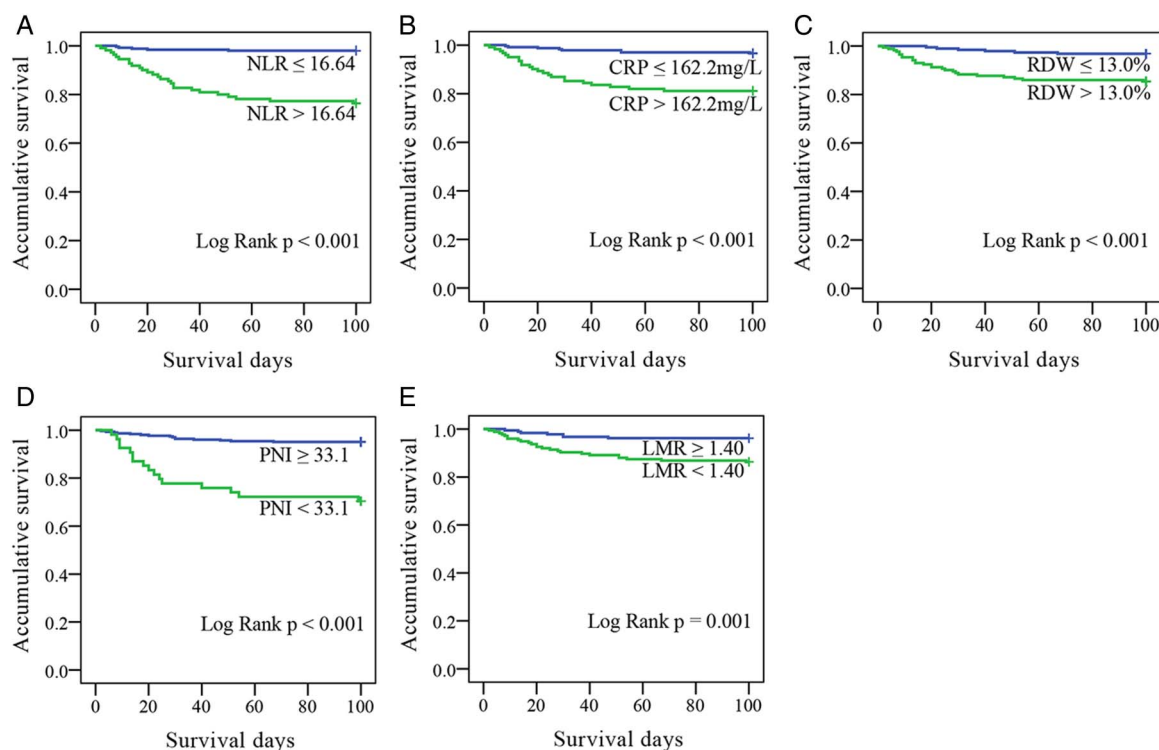 A
Accumulative survival
1.0
0.8
0.6
0.4
0.2
0.0
NLR ≤ 16.64
NLR > 16.64
Log Rank p < 0.001
0 20 40 60 80 100
Survival days
B
Accumulative survival
1.0
0.8
0.6
0.4
0.2
0.0
CRP ≤ 162.2mg/L
CRP > 162.2mg/L
Log Rank p < 0.001
0 20 40 60 80 100
Survival days
C
Accumulative survival
1.0
0.8
0.6
0.4
0.2
0.0
RDW ≤ 13.0%
RDW > 13.0%
Log Rank p < 0.001
0 20 40 60 80 100
Survival days
D
Accumulative survival
1.0
0.8
0.6
0.4
0.2
0.0
PNI ≥ 33.1
PNI < 33.1
Log Rank p < 0.001
0 20 40 60 80 100
Survival days
E
Accumulative survival
1.0
0.8
0.6
0.4
0.2
0.0
LMR ≥ 1.40
LMR < 1.40
Log Rank p = 0.001
0 20 40 60 80 100
Survival days